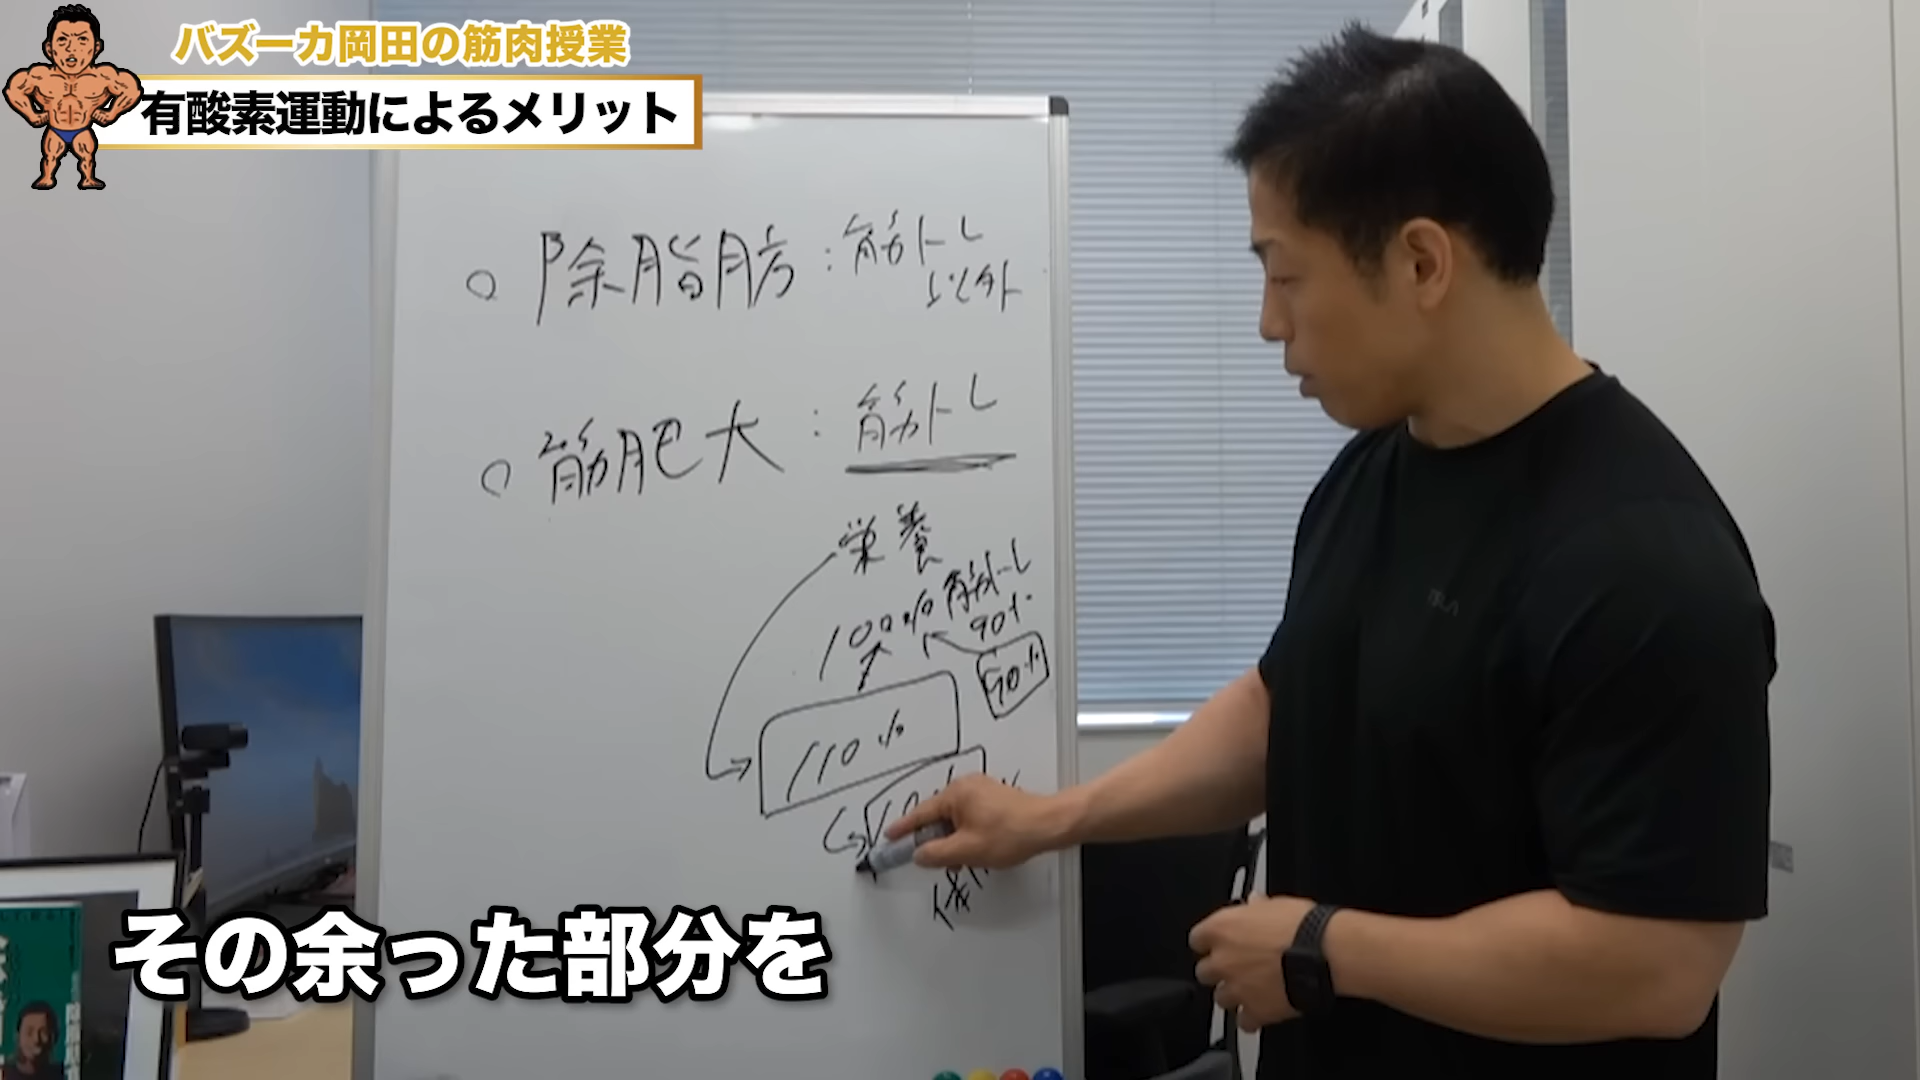 バズーカ岡田の筋肉授業
有酸素運動によるメリット
○ 除脂肪：筋トレ
以外
○ 筋肥大：筋トレ
栄養
100% 筋トレ
90%
90%
110%
その余った部分を